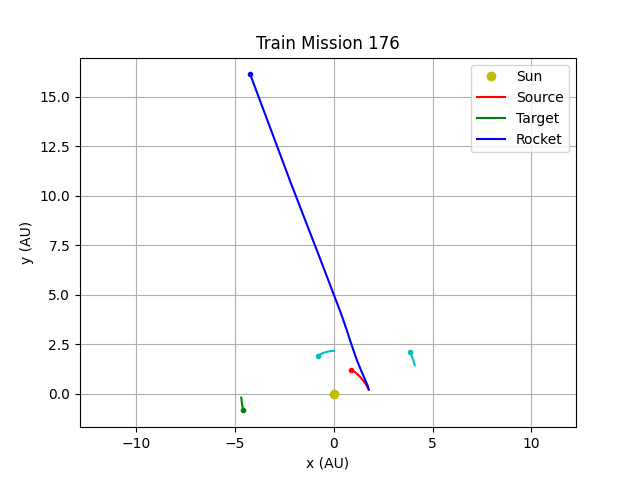 Train Mission 176
Sun
Source
Target
Rocket
15.0
12.5
10.0
7.5
5.0
2.5
0.0
y (AU)
−10
−5
0
5
10
x (AU)